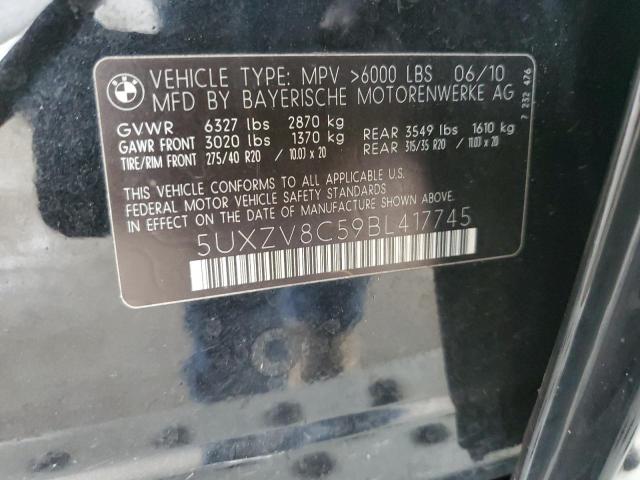 BMW
VEHICLE TYPE: MPV >6000 LBS 06/10
MFD BY BAYERISCHE MOTORENWERKE AG
GVWR 6327 lbs 2870 kg
GAWR FRONT 3020 lbs 1370 kg REAR 3549 lbs 1610 kg
TIRE/RIM FRONT 275/40 R20 / 10.0J x 20 REAR 315/35 R20 / 11.0J x 20
THIS VEHICLE CONFORMS TO ALL APPLICABLE U.S.
FEDERAL MOTOR VEHICLE SAFETY STANDARDS IN
EFFECT ON THE DATE OF MANUFACTURE SHOWN ABOVE.
5UXZV8C59BL417745
7 232 476